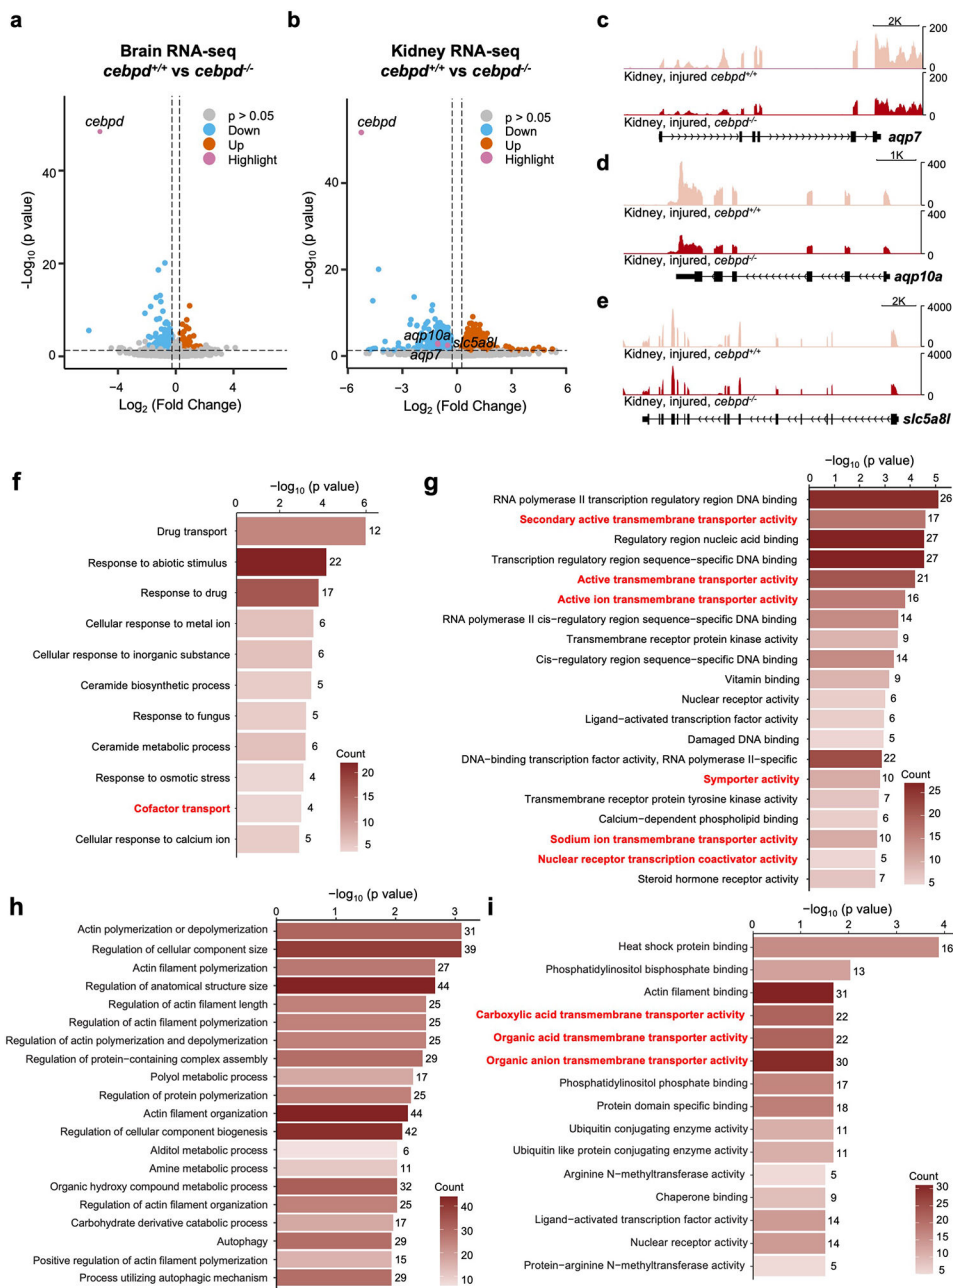 a
Brain RNA-seq
cebpd+/+ vs cebpd-/-
cebpd
p > 0.05
Down
Up
Highlight
40
20
0
−4
0
4
-Log10 (p value)
Log2 (Fold Change)
b
Kidney RNA-seq
cebpd+/+ vs cebpd-/-
cebpd
p > 0.05
Down
Up
Highlight
aqp10a
slc5a8l
aqp7
40
20
0
−6
−3
0
3
6
-Log10 (p value)
Log2 (Fold Change)
c
2K
200
0
Kidney, injured cebpd+/+
200
0
Kidney, injured, cebpd-/-
aqp7
d
1K
400
0
Kidney, injured, cebpd+/+
400
0
Kidney, injured, cebpd-/-
aqp10a
e
2K
4000
0
Kidney, injured, cebpd+/+
4000
0
Kidney, injured, cebpd-/-
slc5a8l
f
−log10 (p value)
0 2 4 6
Drug transport 12
Response to abiotic stimulus 22
Response to drug 17
Cellular response to metal ion 6
Cellular response to inorganic substance 6
Ceramide biosynthetic process 5
Response to fungus 5
Ceramide metabolic process 6
Response to osmotic stress 4
Cofactor transport 4
Cellular response to calcium ion 5
Count
20
15
10
5
g
−log10 (p value)
0 1 2 3 4 5
RNA polymerase II transcription regulatory region DNA binding 26
Secondary active transmembrane transporter activity 17
Regulatory region nucleic acid binding 27
Transcription regulatory region sequence−specific DNA binding 27
Active transmembrane transporter activity 21
Active ion transmembrane transporter activity 16
RNA polymerase II cis−regulatory region sequence−specific DNA binding 14
Transmembrane receptor protein kinase activity 9
Cis−regulatory region sequence−specific DNA binding 14
Vitamin binding 9
Nuclear receptor activity 6
Ligand−activated transcription factor activity 6
Damaged DNA binding 5
DNA−binding transcription factor activity, RNA polymerase II−specific 22
Symporter activity 10
Transmembrane receptor protein tyrosine kinase activity 7
Calcium−dependent phospholipid binding 6
Sodium ion transmembrane transporter activity 10
Nuclear receptor transcription coactivator activity 5
Steroid hormone receptor activity 7
Count
25
20
15
10
5
h
−log10 (p value)
0 1 2 3
Actin polymerization or depolymerization 31
Regulation of cellular component size 39
Actin filament polymerization 27
Regulation of anatomical structure size 44
Regulation of actin filament length 25
Regulation of actin filament polymerization 25
Regulation of actin polymerization and depolymerization 25
Regulation of protein−containing complex assembly 29
Polyol metabolic process 17
Regulation of protein polymerization 25
Actin filament organization 44
Regulation of cellular component biogenesis 42
Alditol metabolic process 6
Amine metabolic process 11
Organic hydroxy compound metabolic process 32
Regulation of actin filament organization 25
Carbohydrate derivative catabolic process 17
Autophagy 29
Positive regulation of actin filament polymerization 15
Process utilizing autophagic mechanism 29
Count
40
30
20
10
i
−log10 (p value)
0 1 2 3 4
Heat shock protein binding 16
Phosphatidylinositol bisphosphate binding 13
Actin filament binding 31
Carboxylic acid transmembrane transporter activity 22
Organic acid transmembrane transporter activity 22
Organic anion transmembrane transporter activity 30
Phosphatidylinositol phosphate binding 17
Protein domain specific binding 18
Ubiquitin conjugating enzyme activity 11
Ubiquitin like protein conjugating enzyme activity 11
Arginine N−methyltransferase activity 5
Chaperone binding 9
Ligand−activated transcription factor activity 14
Nuclear receptor activity 14
Protein−arginine N−methyltransferase activity 5
Count
30
25
20
15
10
5